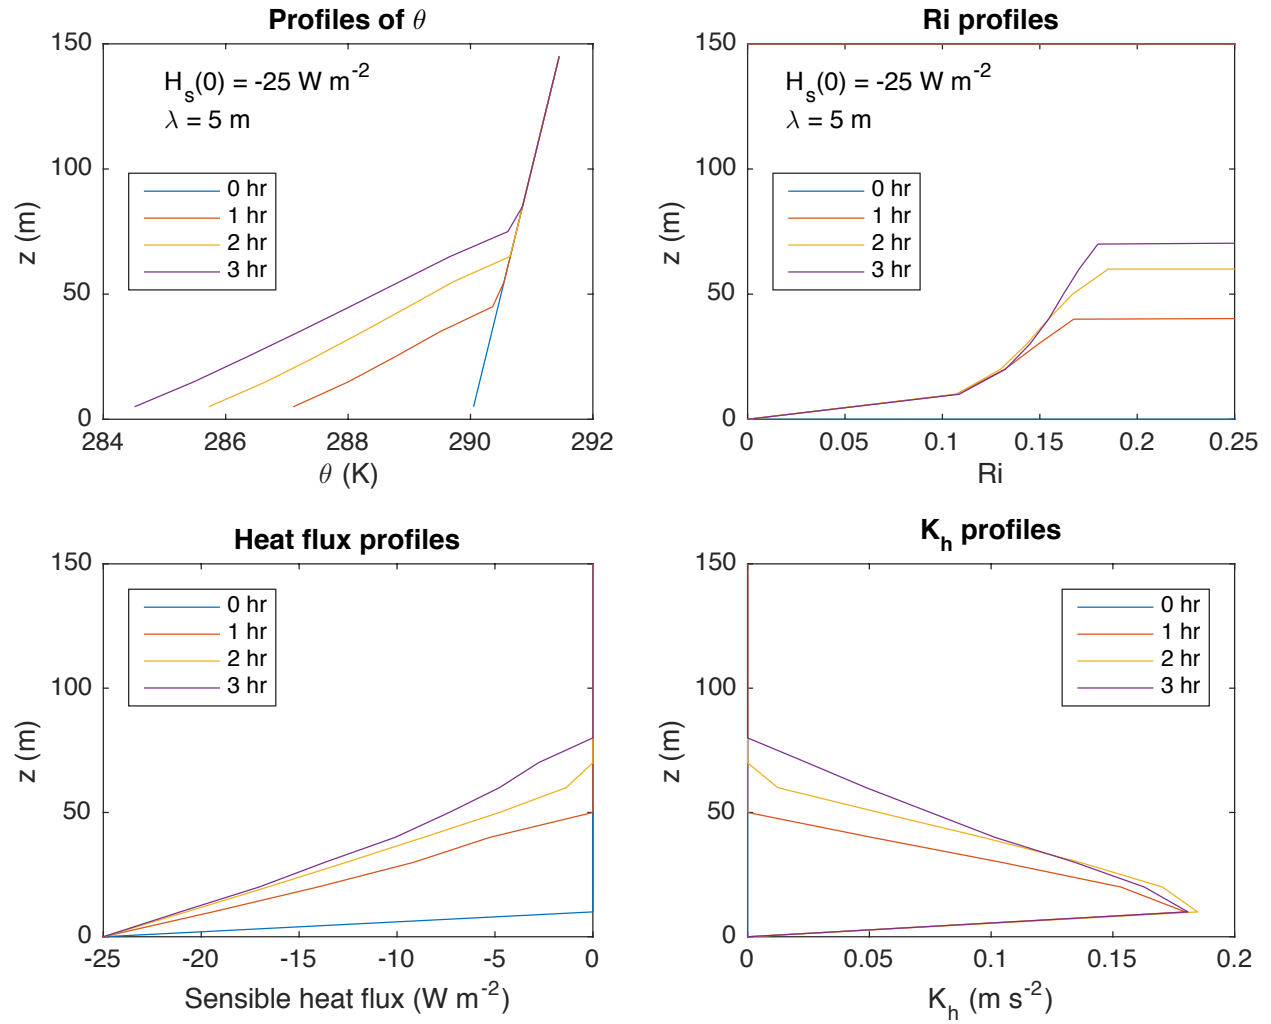 Profiles of θ
150
100
50
0
z (m)
H_s(0) = -25 W m^-2
λ = 5 m
0 hr
1 hr
2 hr
3 hr
284 286 288 290 292
θ (K)
Ri profiles
150
100
50
0
z (m)
H_s(0) = -25 W m^-2
λ = 5 m
0 hr
1 hr
2 hr
3 hr
0 0.05 0.1 0.15 0.2 0.25
Ri
Heat flux profiles
150
100
50
0
z (m)
0 hr
1 hr
2 hr
3 hr
-25 -20 -15 -10 -5 0
Sensible heat flux (W m^-2)
K_h profiles
150
100
50
0
z (m)
0 hr
1 hr
2 hr
3 hr
0 0.05 0.1 0.15 0.2
K_h (m s^-2)